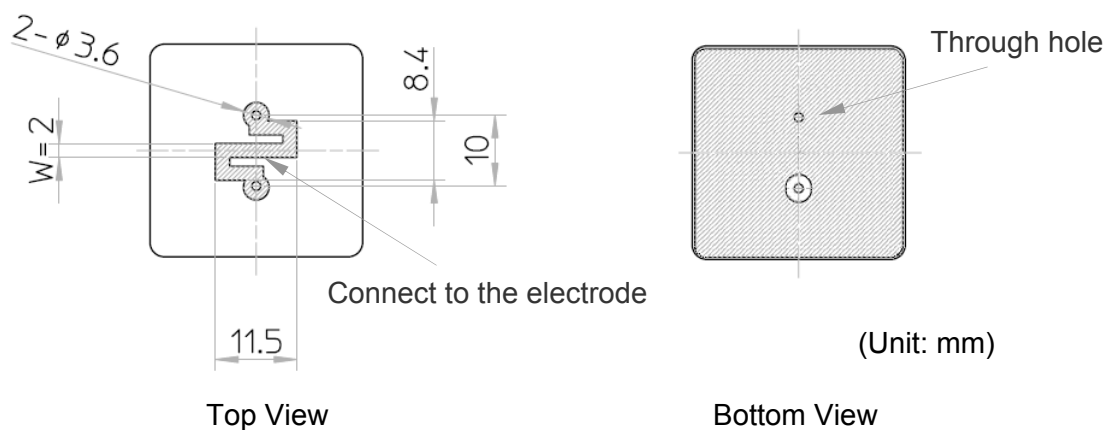 2-φ3.6
8.4
Through hole
W=2
10
Connect to the electrode
11.5
(Unit: mm)
Top View
Bottom View